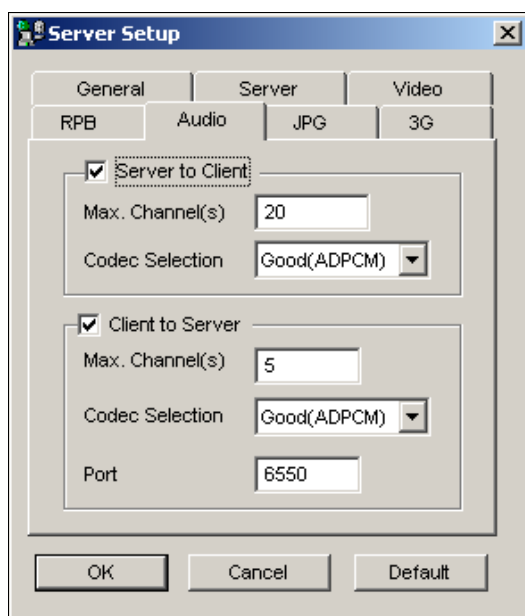 Server Setup
General Server Video
RPB Audio JPG 3G
Server to Client
Max. Channel(s) 20
Codec Selection Good(ADPCM)
Client to Server
Max. Channel(s) 5
Codec Selection Good(ADPCM)
Port 6550
OK Cancel Default